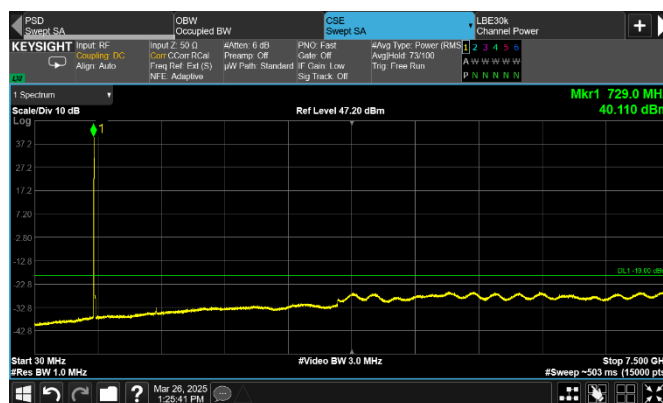 PSD
Swept SA
OBW
Occupied BW
CSE
Swept SA
LBE30k
Channel Power
KEYSIGHT
Input: RF
Coupling: DC
Align: Auto
Input Z: 50 Ω
Corr CCorr RCal
Freq Ref: Ext (S)
NFE: Adaptive
#Atten: 6 dB
Preamp: Off
µW Path: Standard
PNO: Fast
Gate: Off
IF Gain: Low
Sig Track: Off
#Avg Type: Power (RMS
Avg|Hold: 73/100
Trig: Free Run
1 2 3 4 5 6
A W W W W W
P N N N N N
1 Spectrum
Scale/Div 10 dB
Ref Level 47.20 dBm
Mkr1 729.0 MH
40.110 dBm
Log
1
37.2
27.2
17.2
7.20
-2.80
-12.8
-22.8
-32.8
-42.8
Start 30 MHz
#Res BW 1.0 MHz
#Video BW 3.0 MHz
Stop 7.500 GH
#Sweep ~503 ms (15000 pts
Mar 26, 2025
1:25:41 PM